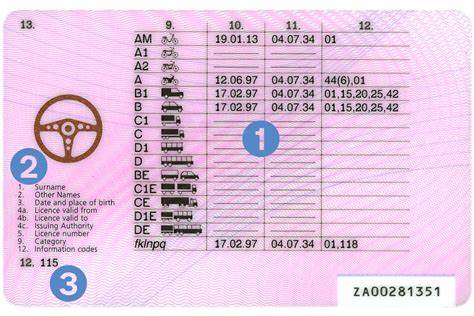 13. 9. 10. 11. 12.
AM 19.01.13 04.07.34 01
A1
A2
A 12.06.97 04.07.34 44(6),01
B1 17.02.97 04.07.34 01,15,20,25,42
B 17.02.97 04.07.34 01,15,20,25,42
C1
C
D1
D
BE
C1E
CE
D1E
DE
fklnpq 17.02.97 04.07.34 01,118
1
2
1. Surname
2. Other Names
3. Date and place of birth
4a. Licence valid from
4b. Licence valid to
4c. Issuing Authority
5. Licence number
9. Category
12. Information codes
12. 115
3
ZA00281351